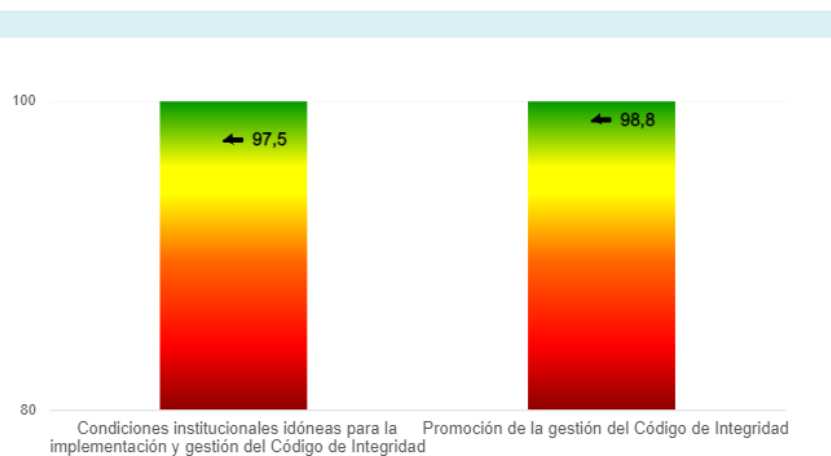 100
97,5
98,8
80
Condiciones institucionales idóneas para la
implementación y gestión del Código de Integridad
Promoción de la gestión del Código de Integridad